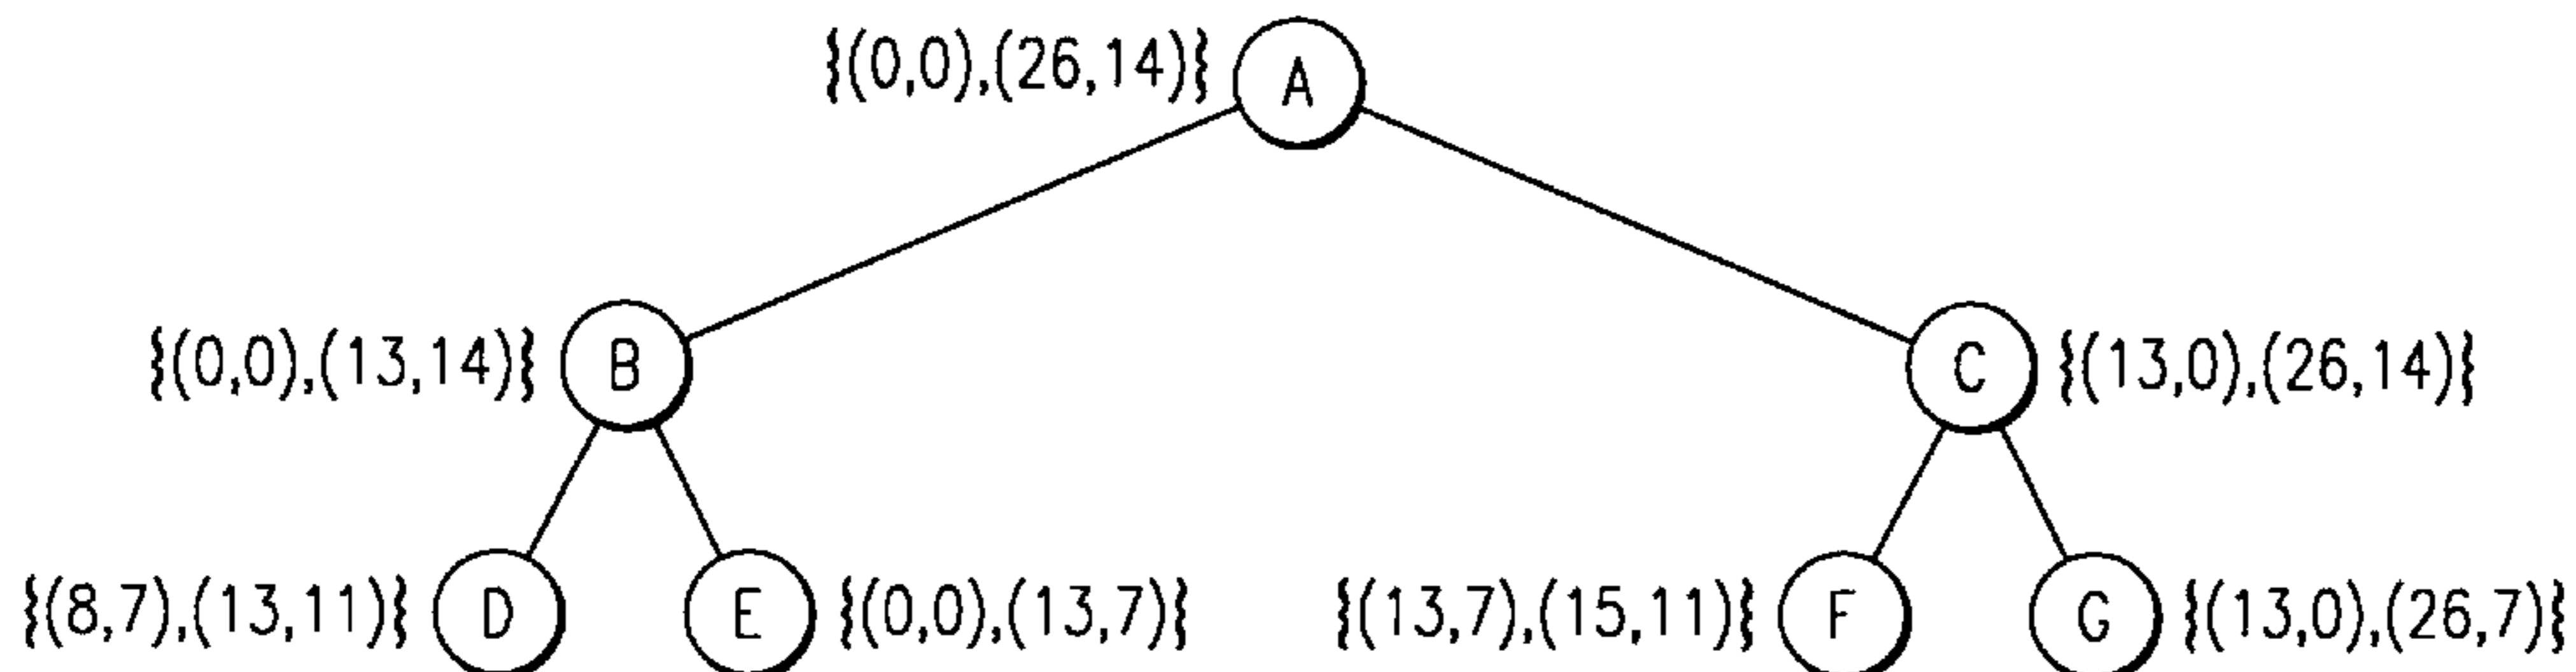 {(0,0),(26,14)} A
{(0,0),(13,14)} B C {(13,0),(26,14)}
{(8,7),(13,11)} D E {(0,0),(13,7)} {(13,7),(15,11)} F G {(13,0),(26,7)}